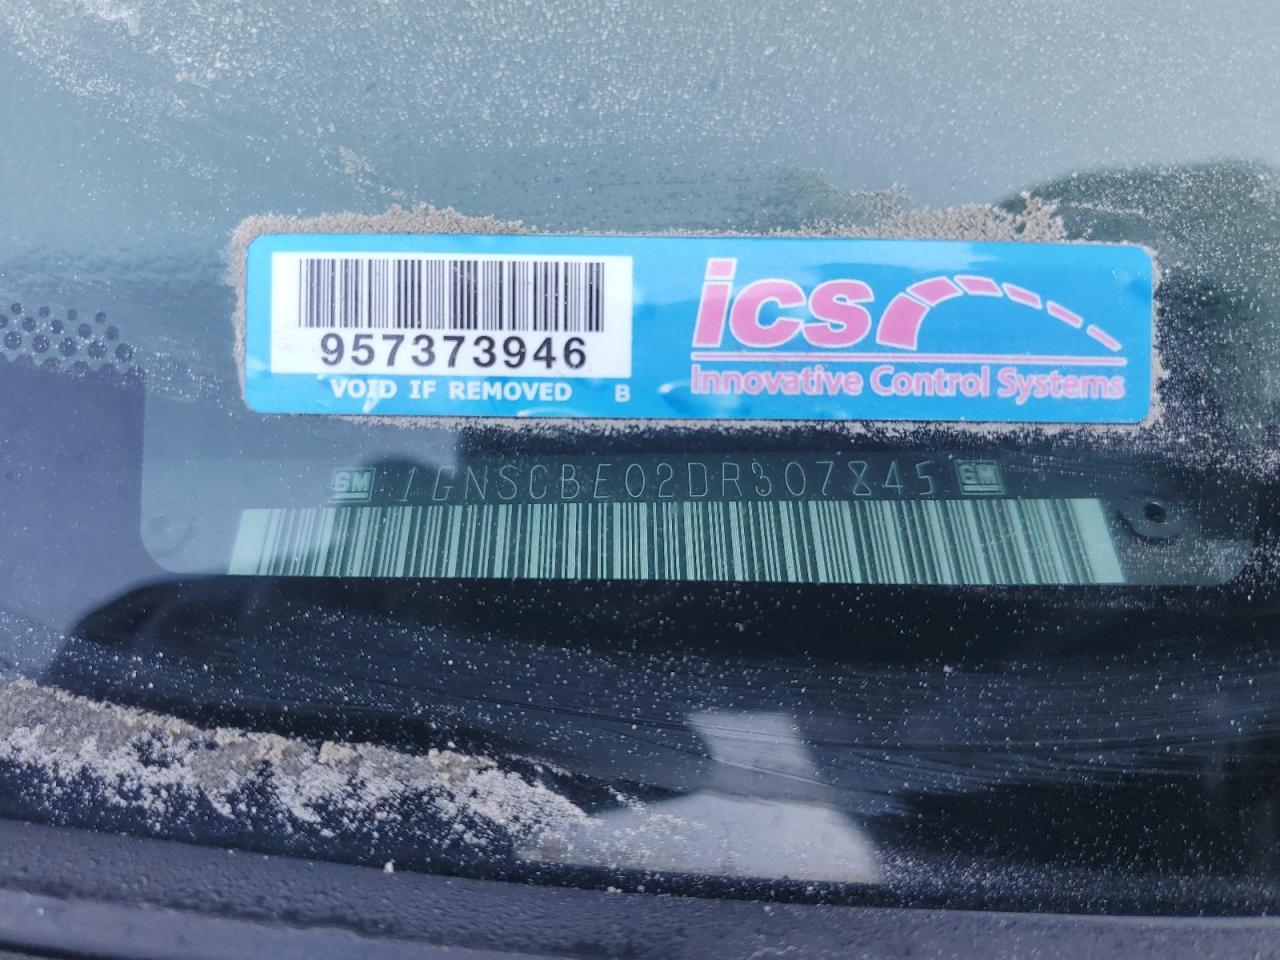 957373946
VOID IF REMOVED B
ics
Innovative Control Systems
GM 1GNSCBE02DR307845 GM